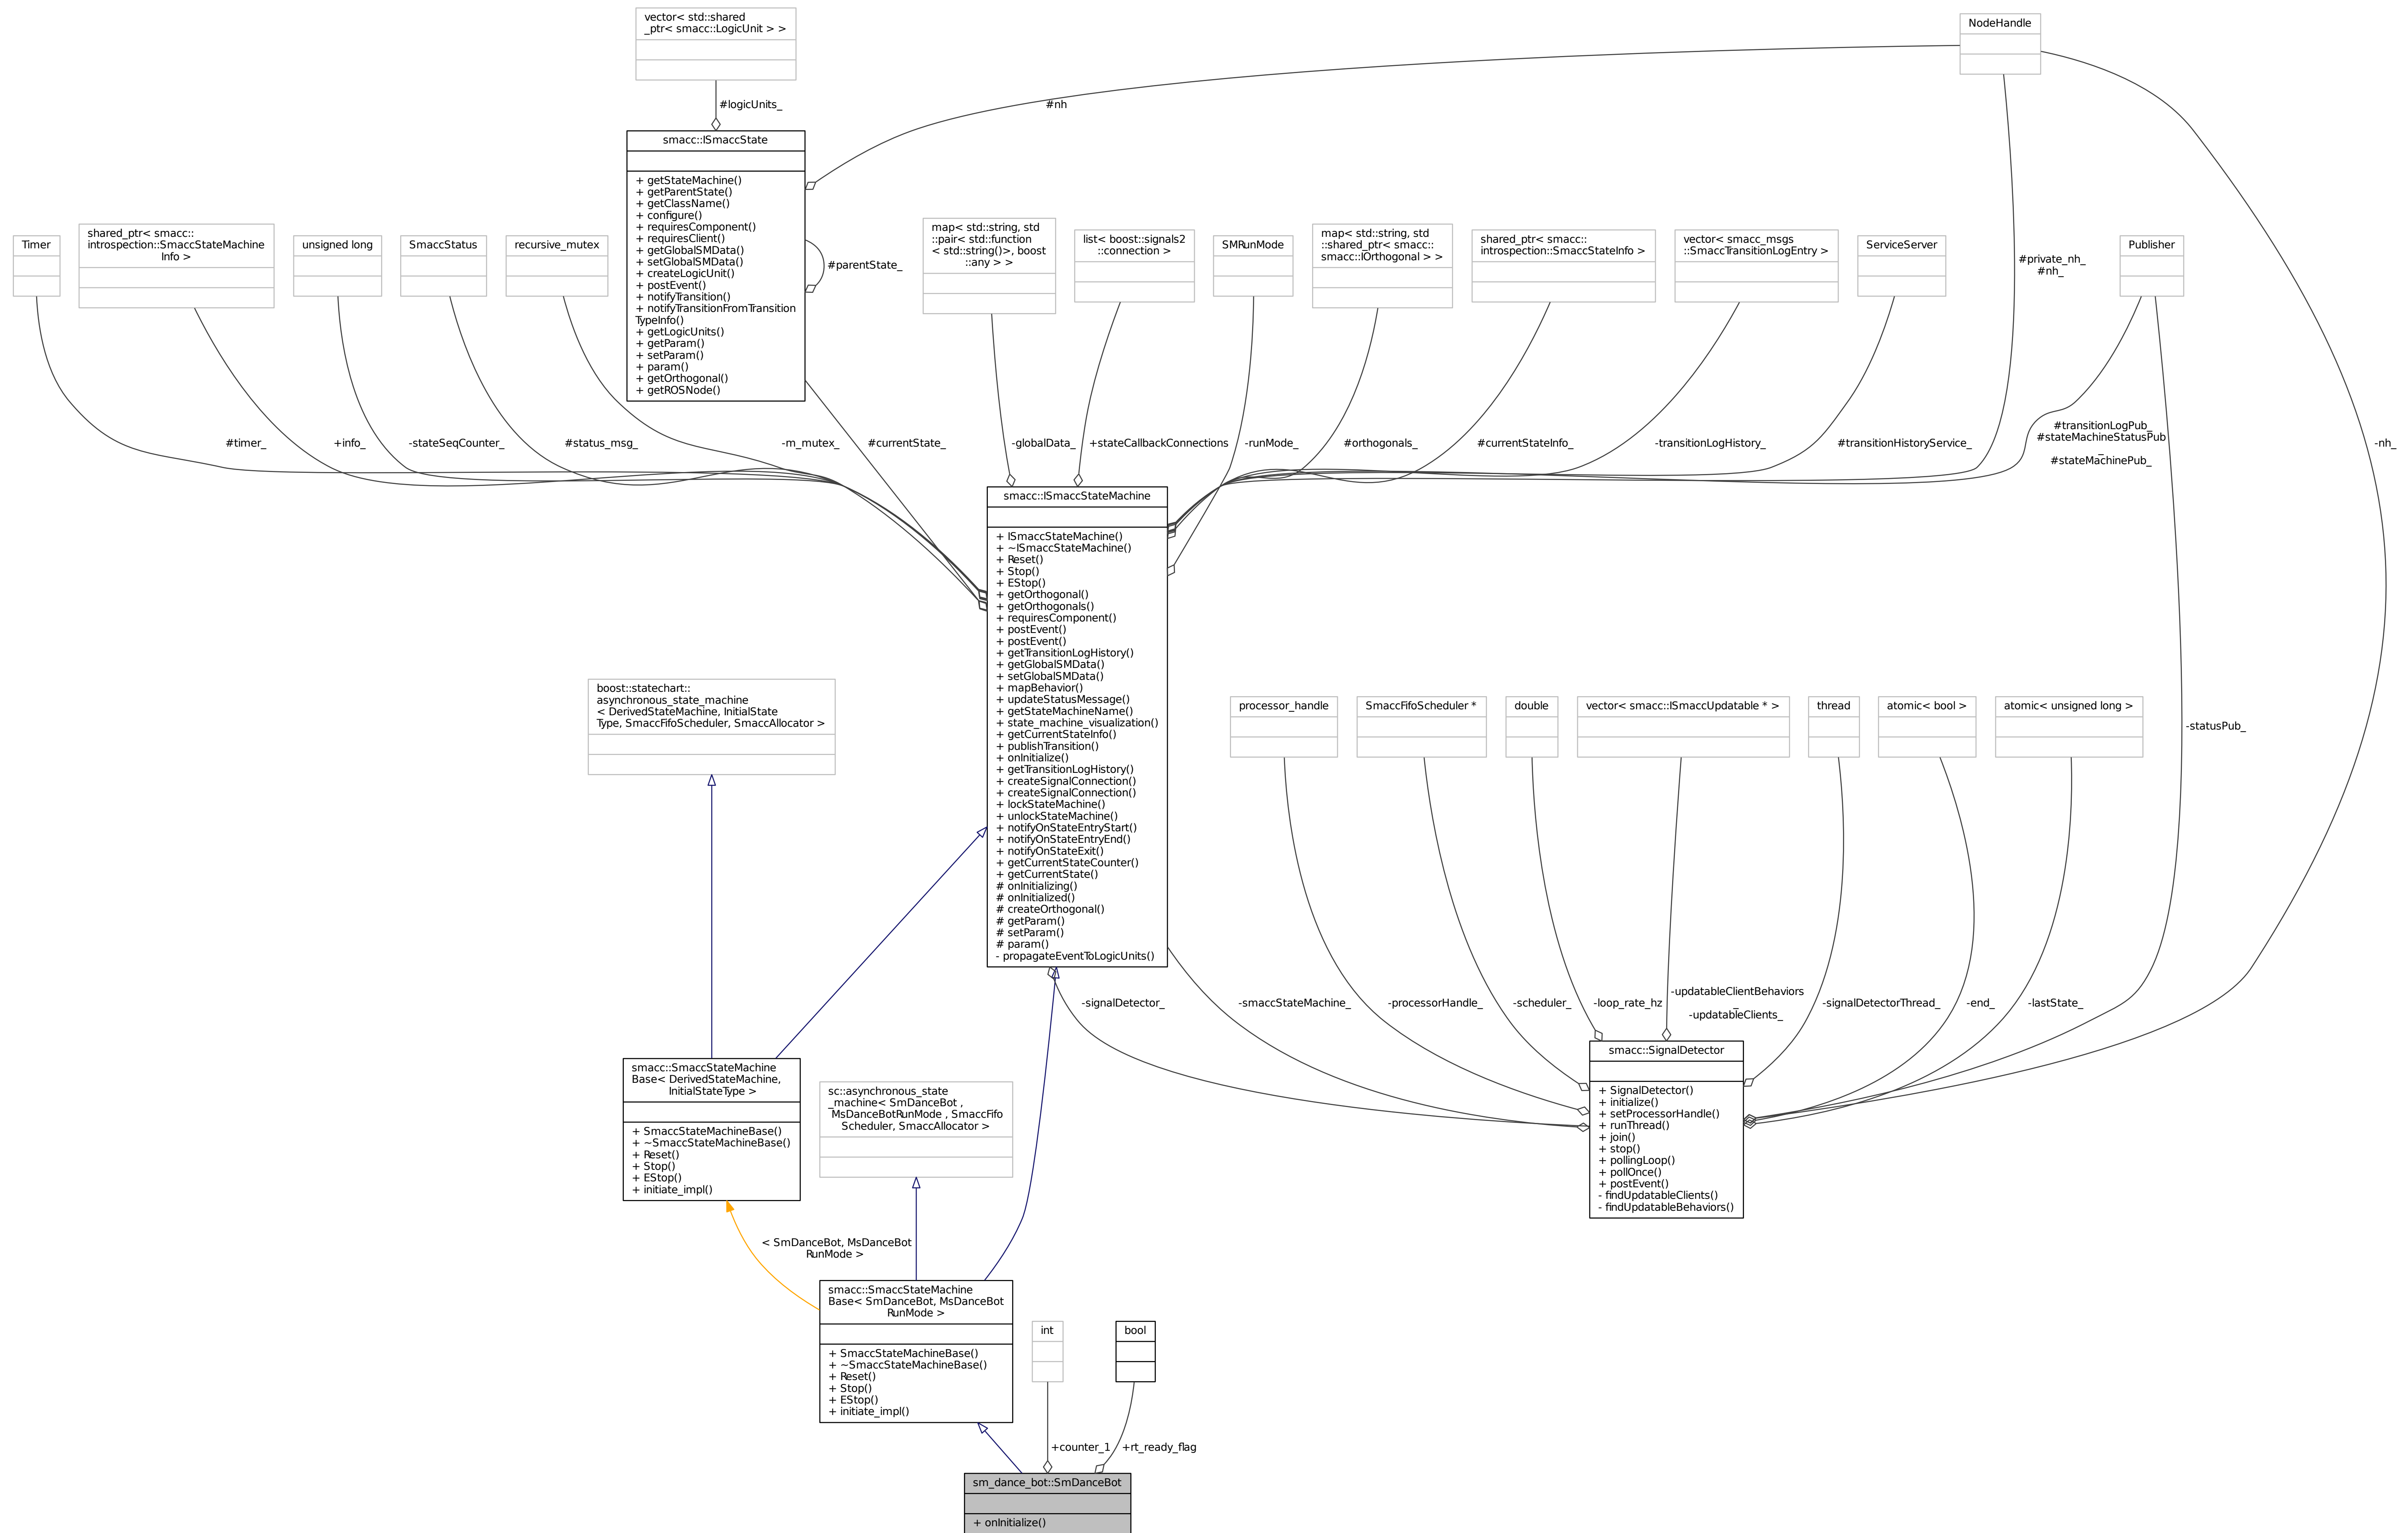 vector< std::shared
_ptr< smacc::LogicUnit > >
NodeHandle
#logicUnits_
#nh
smacc::ISmaccState
+ getStateMachine()
+ getParentState()
+ getClassName()
+ configure()
+ requiresComponent()
+ requiresClient()
+ getGlobalSMData()
+ setGlobalSMData()
+ createLogicUnit()
+ postEvent()
+ notifyTransition()
+ notifyTransitionFromTransition
TypeInfo()
+ getLogicUnits()
+ getParam()
+ setParam()
+ param()
+ getOrthogonal()
+ getROSNode()
#parentState_
Timer
shared_ptr< smacc::
introspection::SmaccStateMachine
Info >
unsigned long
SmaccStatus
recursive_mutex
map< std::string, std
::pair< std::function
< std::string()>, boost
::any > >
list< boost::signals2
::connection >
SMRunMode
map< std::string, std
::shared_ptr< smacc::
smacc::IOrthogonal > >
shared_ptr< smacc::
introspection::SmaccStateInfo >
vector< smacc_msgs
::SmaccTransitionLogEntry >
ServiceServer
Publisher
#private_nh_
#nh_
#timer_
+info_
-stateSeqCounter_
#status_msg_
-m_mutex_
#currentState_
-globalData_
+stateCallbackConnections
-runMode_
#orthogonals_
#currentStateInfo_
-transitionLogHistory_
#transitionHistoryService_
#transitionLogPub_
#stateMachineStatusPub
_
#stateMachinePub_
-nh_
smacc::ISmaccStateMachine
+ ISmaccStateMachine()
+ ~ISmaccStateMachine()
+ Reset()
+ Stop()
+ EStop()
+ getOrthogonal()
+ getOrthogonals()
+ requiresComponent()
+ postEvent()
+ postEvent()
+ getTransitionLogHistory()
+ getGlobalSMData()
+ setGlobalSMData()
+ mapBehavior()
+ updateStatusMessage()
+ getStateMachineName()
+ state_machine_visualization()
+ getCurrentStateInfo()
+ publishTransition()
+ onInitialize()
+ getTransitionLogHistory()
+ createSignalConnection()
+ createSignalConnection()
+ lockStateMachine()
+ unlockStateMachine()
+ notifyOnStateEntryStart()
+ notifyOnStateEntryEnd()
+ notifyOnStateExit()
+ getCurrentStateCounter()
+ getCurrentState()
# onInitializing()
# onInitialized()
# createOrthogonal()
# getParam()
# setParam()
# param()
- propagateEventToLogicUnits()
boost::statechart::
asynchronous_state_machine
< DerivedStateMachine, InitialState
Type, SmaccFifoScheduler, SmaccAllocator >
processor_handle
SmaccFifoScheduler *
double
vector< smacc::ISmaccUpdatable * >
thread
atomic< bool >
atomic< unsigned long >
-statusPub_
-signalDetector_
-smaccStateMachine_
-processorHandle_
-scheduler_
-loop_rate_hz
-updatableClientBehaviors
_
-updatableClients_
-signalDetectorThread_
-end_
-lastState_
smacc::SignalDetector
+ SignalDetector()
+ initialize()
+ setProcessorHandle()
+ runThread()
+ join()
+ stop()
+ pollingLoop()
+ pollOnce()
+ postEvent()
- findUpdatableClients()
- findUpdatableBehaviors()
smacc::SmaccStateMachine
Base< DerivedStateMachine,
InitialStateType >
+ SmaccStateMachineBase()
+ ~SmaccStateMachineBase()
+ Reset()
+ Stop()
+ EStop()
+ initiate_impl()
sc::asynchronous_state
_machine< SmDanceBot ,
MsDanceBotRunMode , SmaccFifo
Scheduler, SmaccAllocator >
< SmDanceBot, MsDanceBot
RunMode >
smacc::SmaccStateMachine
Base< SmDanceBot, MsDanceBot
RunMode >
+ SmaccStateMachineBase()
+ ~SmaccStateMachineBase()
+ Reset()
+ Stop()
+ EStop()
+ initiate_impl()
int
bool
+counter_1
+rt_ready_flag
sm_dance_bot::SmDanceBot
+ onInitialize()